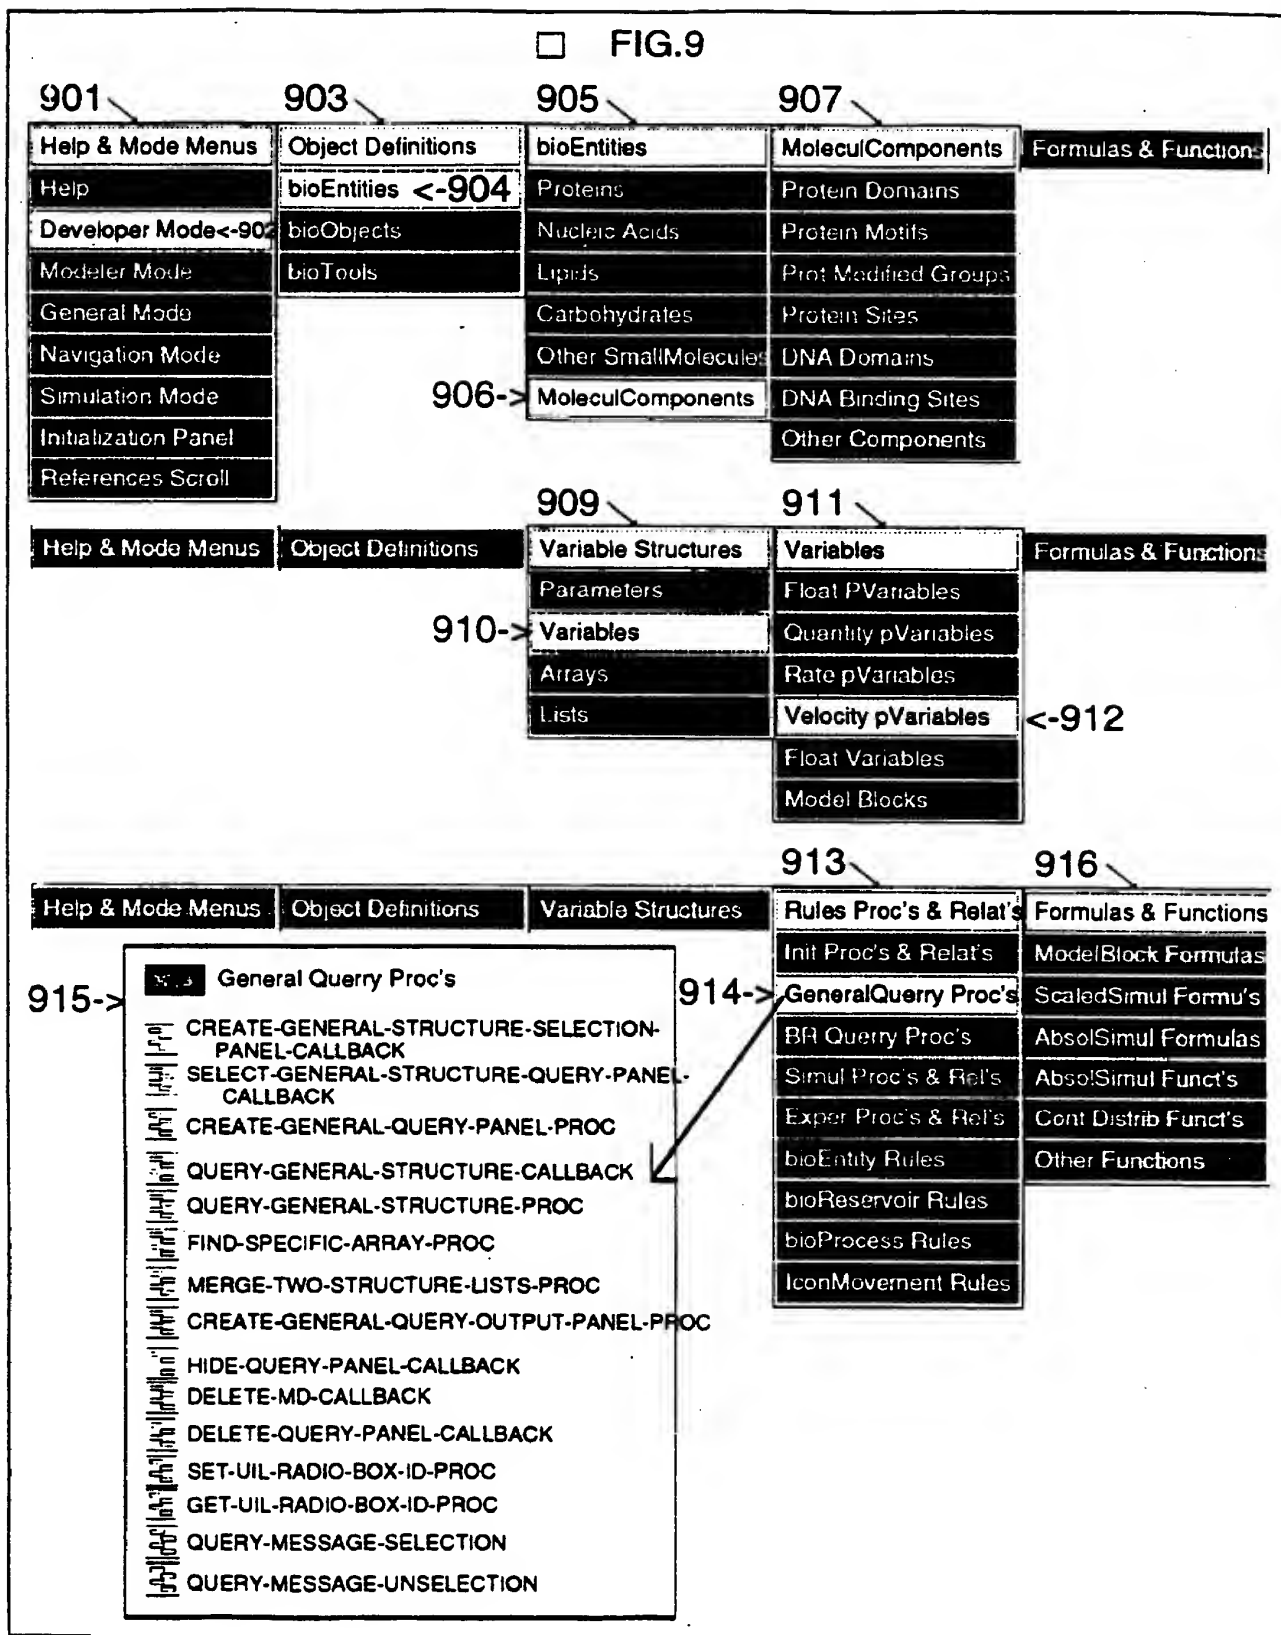 FIG.9
901 903 905 907
Help & Mode Menus Object Definitions bioEntities MoleculComponents Formulas & Functions
Help bioEntities <-904 Proteins Protein Domains
Developer Mode<-902 bioObjects Nucleic Acids Protein Motifs
Modeler Mode bioTools Lipids Prot Modified Groups
General Mode Carbohydrates Protein Sites
Navigation Mode Other SmallMolecules DNA Domains
Simulation Mode 906-> MoleculComponents DNA Binding Sites
Initialization Panel Other Components
References Scroll
909 911
Help & Mode Menus Object Definitions Variable Structures Variables Formulas & Functions
Parameters Float PVariables
910-> Variables Quantity pVariables
Arrays Rate pVariables
Lists Velocity pVariables <-912
Float Variables
Model Blocks
913 916
Help & Mode Menus Object Definitions Variable Structures Rules Proc's & Relat's Formulas & Functions
Init Proc's & Relat's ModelBlock Formulas
914-> GeneralQuerry Proc's ScaledSimul Formu's
BR Querry Proc's AbsolSimul Formulas
Simul Proc's & Rel's AbsolSimul Funct's
Exper Proc's & Rel's Cont Distrib Funct's
bioEntity Rules Other Functions
bioReservoir Rules
bioProcess Rules
IconMovement Rules
915->
General Querry Proc's
CREATE-GENERAL-STRUCTURE-SELECTION-
PANEL-CALLBACK
SELECT-GENERAL-STRUCTURE-QUERY-PANEL-
CALLBACK
CREATE-GENERAL-QUERY-PANEL-PROC
QUERY-GENERAL-STRUCTURE-CALLBACK
QUERY-GENERAL-STRUCTURE-PROC
FIND-SPECIFIC-ARRAY-PROC
MERGE-TWO-STRUCTURE-LISTS-PROC
CREATE-GENERAL-QUERY-OUTPUT-PANEL-PROC
HIDE-QUERY-PANEL-CALLBACK
DELETE-MD-CALLBACK
DELETE-QUERY-PANEL-CALLBACK
SET-UIL-RADIO-BOX-ID-PROC
GET-UIL-RADIO-BOX-ID-PROC
QUERY-MESSAGE-SELECTION
QUERY-MESSAGE-UNSELECTION